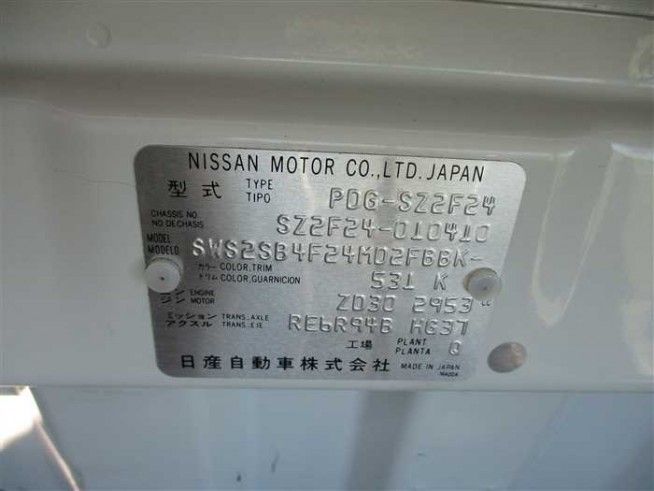 NISSAN MOTOR CO.,LTD. JAPAN
型式 TYPE TIPO PDG-SZ2F24
CHASSIS NO NO DECHASIS SZ2F24-010410
MODEL MODELO SWS2SB4F24MD2FBBK-
カラー COLOR,TRIM
トリム COLOR,GUARNICION 531 K
エンジン ENGINE MOTOR ZD30 2953 cc
ミッション TRANS.,AXLE
アクスル TRANS.,EJE RE6R94B HG37
工場 PLANT PLANTA Q
日産自動車株式会社 MADE IN JAPAN